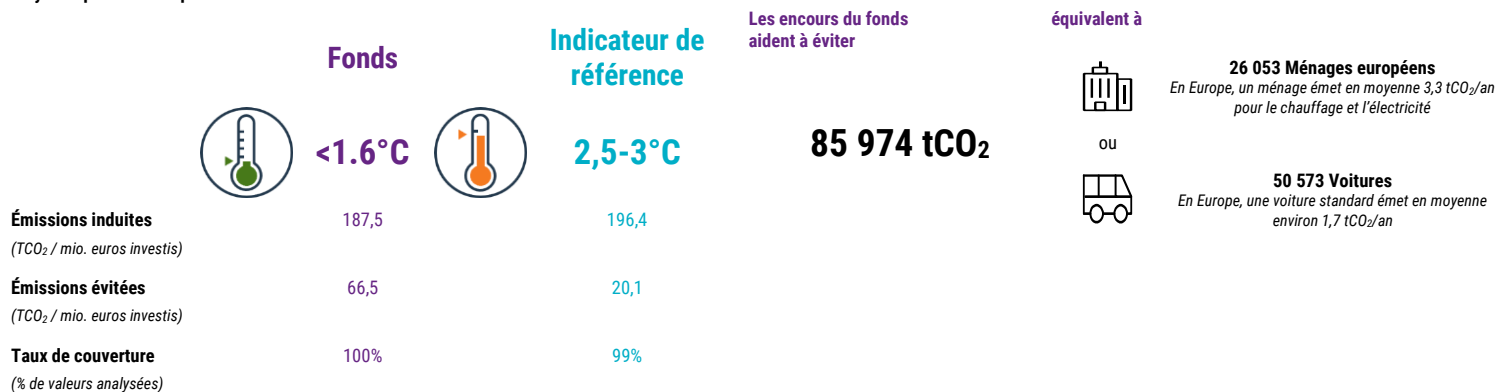 Fonds
Indicateur de
référence
<1.6°C
2,5-3°C
Émissions induites
187,5
196,4
(TCO₂ / mio. euros investis)
Émissions évitées
66,5
20,1
(TCO₂ / mio. euros investis)
Taux de couverture
100%
99%
(% de valeurs analysées)
Les encours du fonds
aident à éviter
85 974 tCO₂
équivalent à
26 053 Ménages européens
En Europe, un ménage émet en moyenne 3,3 tCO₂/an
pour le chauffage et l'électricité
ou
50 573 Voitures
En Europe, une voiture standard émet en moyenne
environ 1,7 tCO₂/an